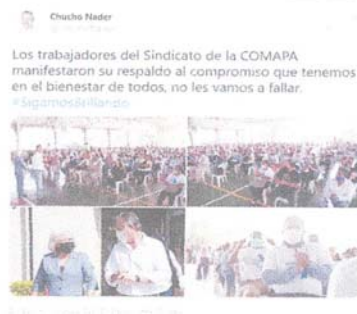 Chucho Nader
Los trabajadores del Sindicato de la COMAPA
manifestaron su respaldo al compromiso que tenemos
en el bienestar de todos, no les vamos a fallar.
#SigamosBrillando